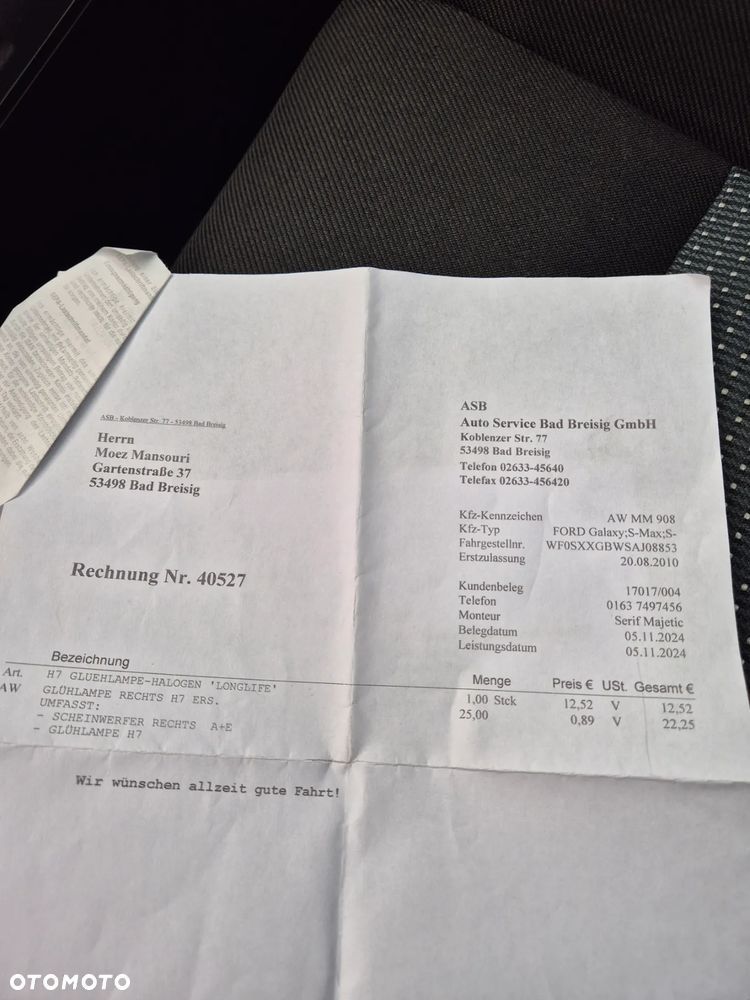 ASB - Koblenzer Str. 77 - 53498 Bad Breisig
Herrn
Moez Mansouri
Gartenstraße 37
53498 Bad Breisig
ASB
Auto Service Bad Breisig GmbH
Koblenzer Str. 77
53498 Bad Breisig
Telefon 02633-45640
Telefax 02633-456420
Kfz-Kennzeichen AW MM 908
Kfz-Typ FORD Galaxy;S-Max;S-
Fahrgestellnr. WF0SXXGBWSAJ08853
Erstzulassung 20.08.2010
Rechnung Nr. 40527
Kundenbeleg 17017/004
Telefon 0163 7497456
Monteur Serif Majetic
Belegdatum 05.11.2024
Leistungsdatum 05.11.2024
Bezeichnung Menge Preis € USt. Gesamt €
Art. H7 GLUEHLAMPE-HALOGEN 'LONGLIFE' 1,00 Stck 12,52 V 12,52
AW GLÜHLAMPE RECHTS H7 ERS. 25,00 0,89 V 22,25
UMFASST:
- SCHEINWERFER RECHTS A+E
- GLÜHLAMPE H7
Wir wünschen allzeit gute Fahrt!
OTOMOTO